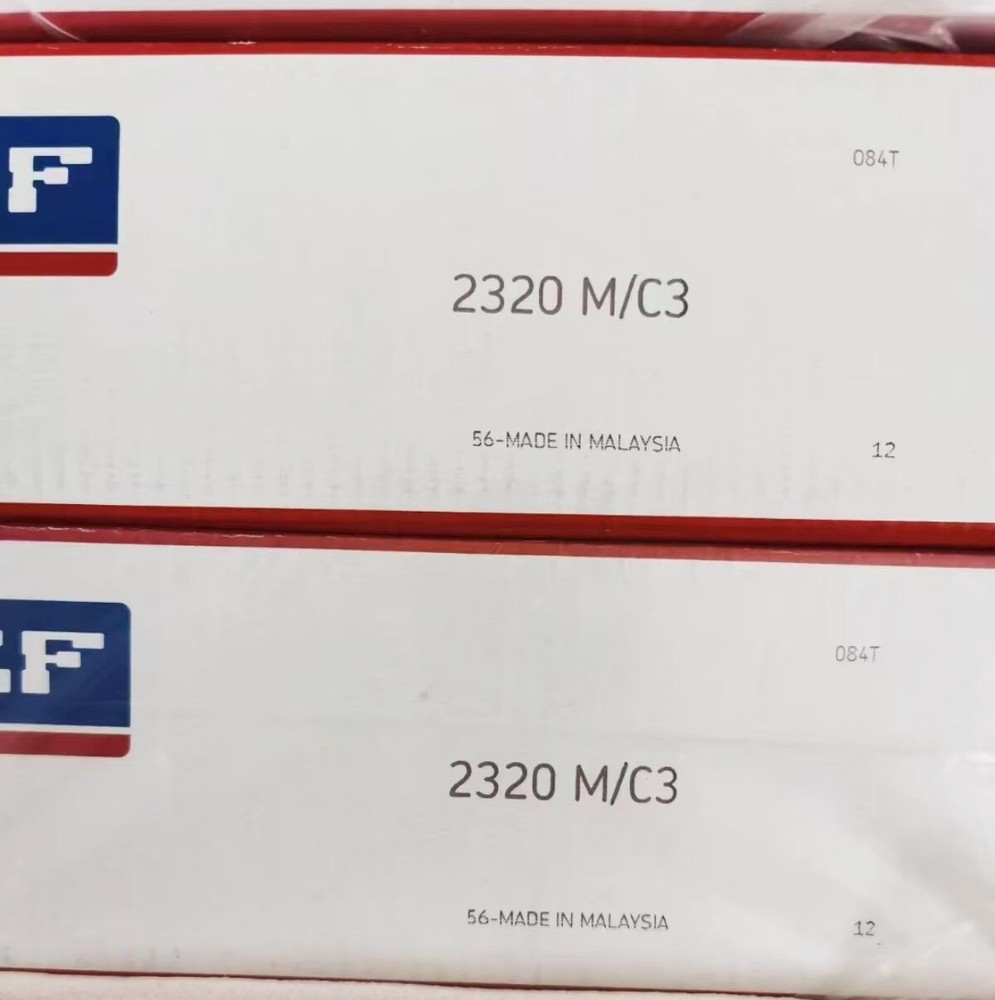 F
084T
2320 M/C3
56-MADE IN MALAYSIA
12
F
084T
2320 M/C3
56-MADE IN MALAYSIA
12